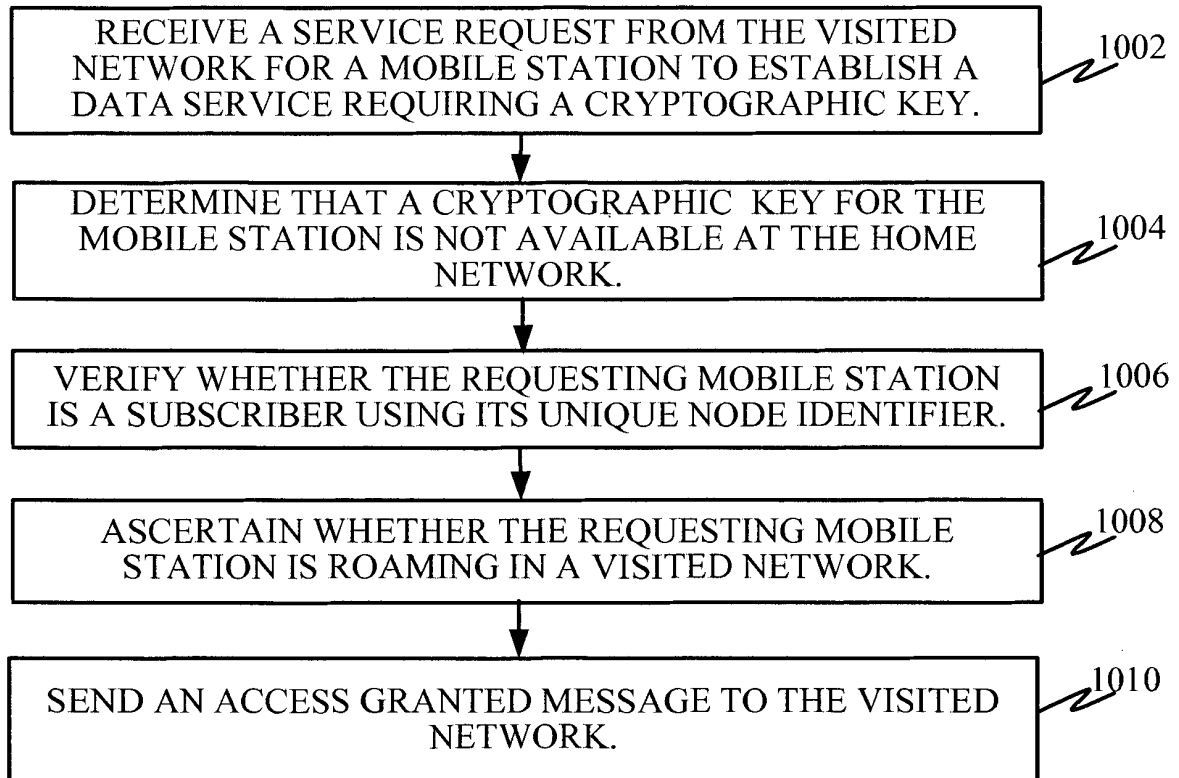 RECEIVE A SERVICE REQUEST FROM THE VISITED
NETWORK FOR A MOBILE STATION TO ESTABLISH A
DATA SERVICE REQUIRING A CRYPTOGRAPHIC KEY.
1002
DETERMINE THAT A CRYPTOGRAPHIC KEY FOR THE
MOBILE STATION IS NOT AVAILABLE AT THE HOME
NETWORK.
1004
VERIFY WHETHER THE REQUESTING MOBILE STATION
IS A SUBSCRIBER USING ITS UNIQUE NODE IDENTIFIER.
1006
ASCERTAIN WHETHER THE REQUESTING MOBILE
STATION IS ROAMING IN A VISITED NETWORK.
1008
SEND AN ACCESS GRANTED MESSAGE TO THE VISITED
NETWORK.
1010